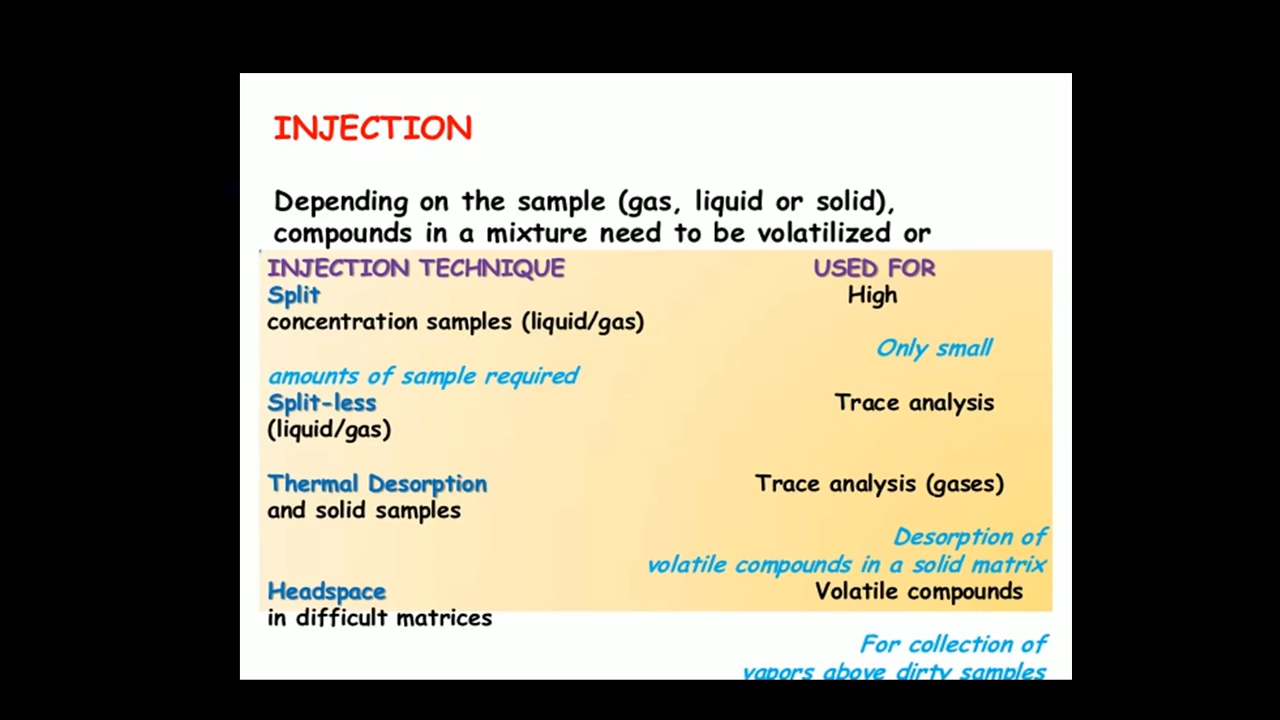 INJECTION
Depending on the sample (gas, liquid or solid),
compounds in a mixture need to be volatilized or
INJECTION TECHNIQUE USED FOR
Split High
concentration samples (liquid/gas)
Only small
amounts of sample required
Split-less Trace analysis
(liquid/gas)
Thermal Desorption Trace analysis (gases)
and solid samples
Desorption of
volatile compounds in a solid matrix
Headspace Volatile compounds
in difficult matrices
For collection of
vapors above dirty samples